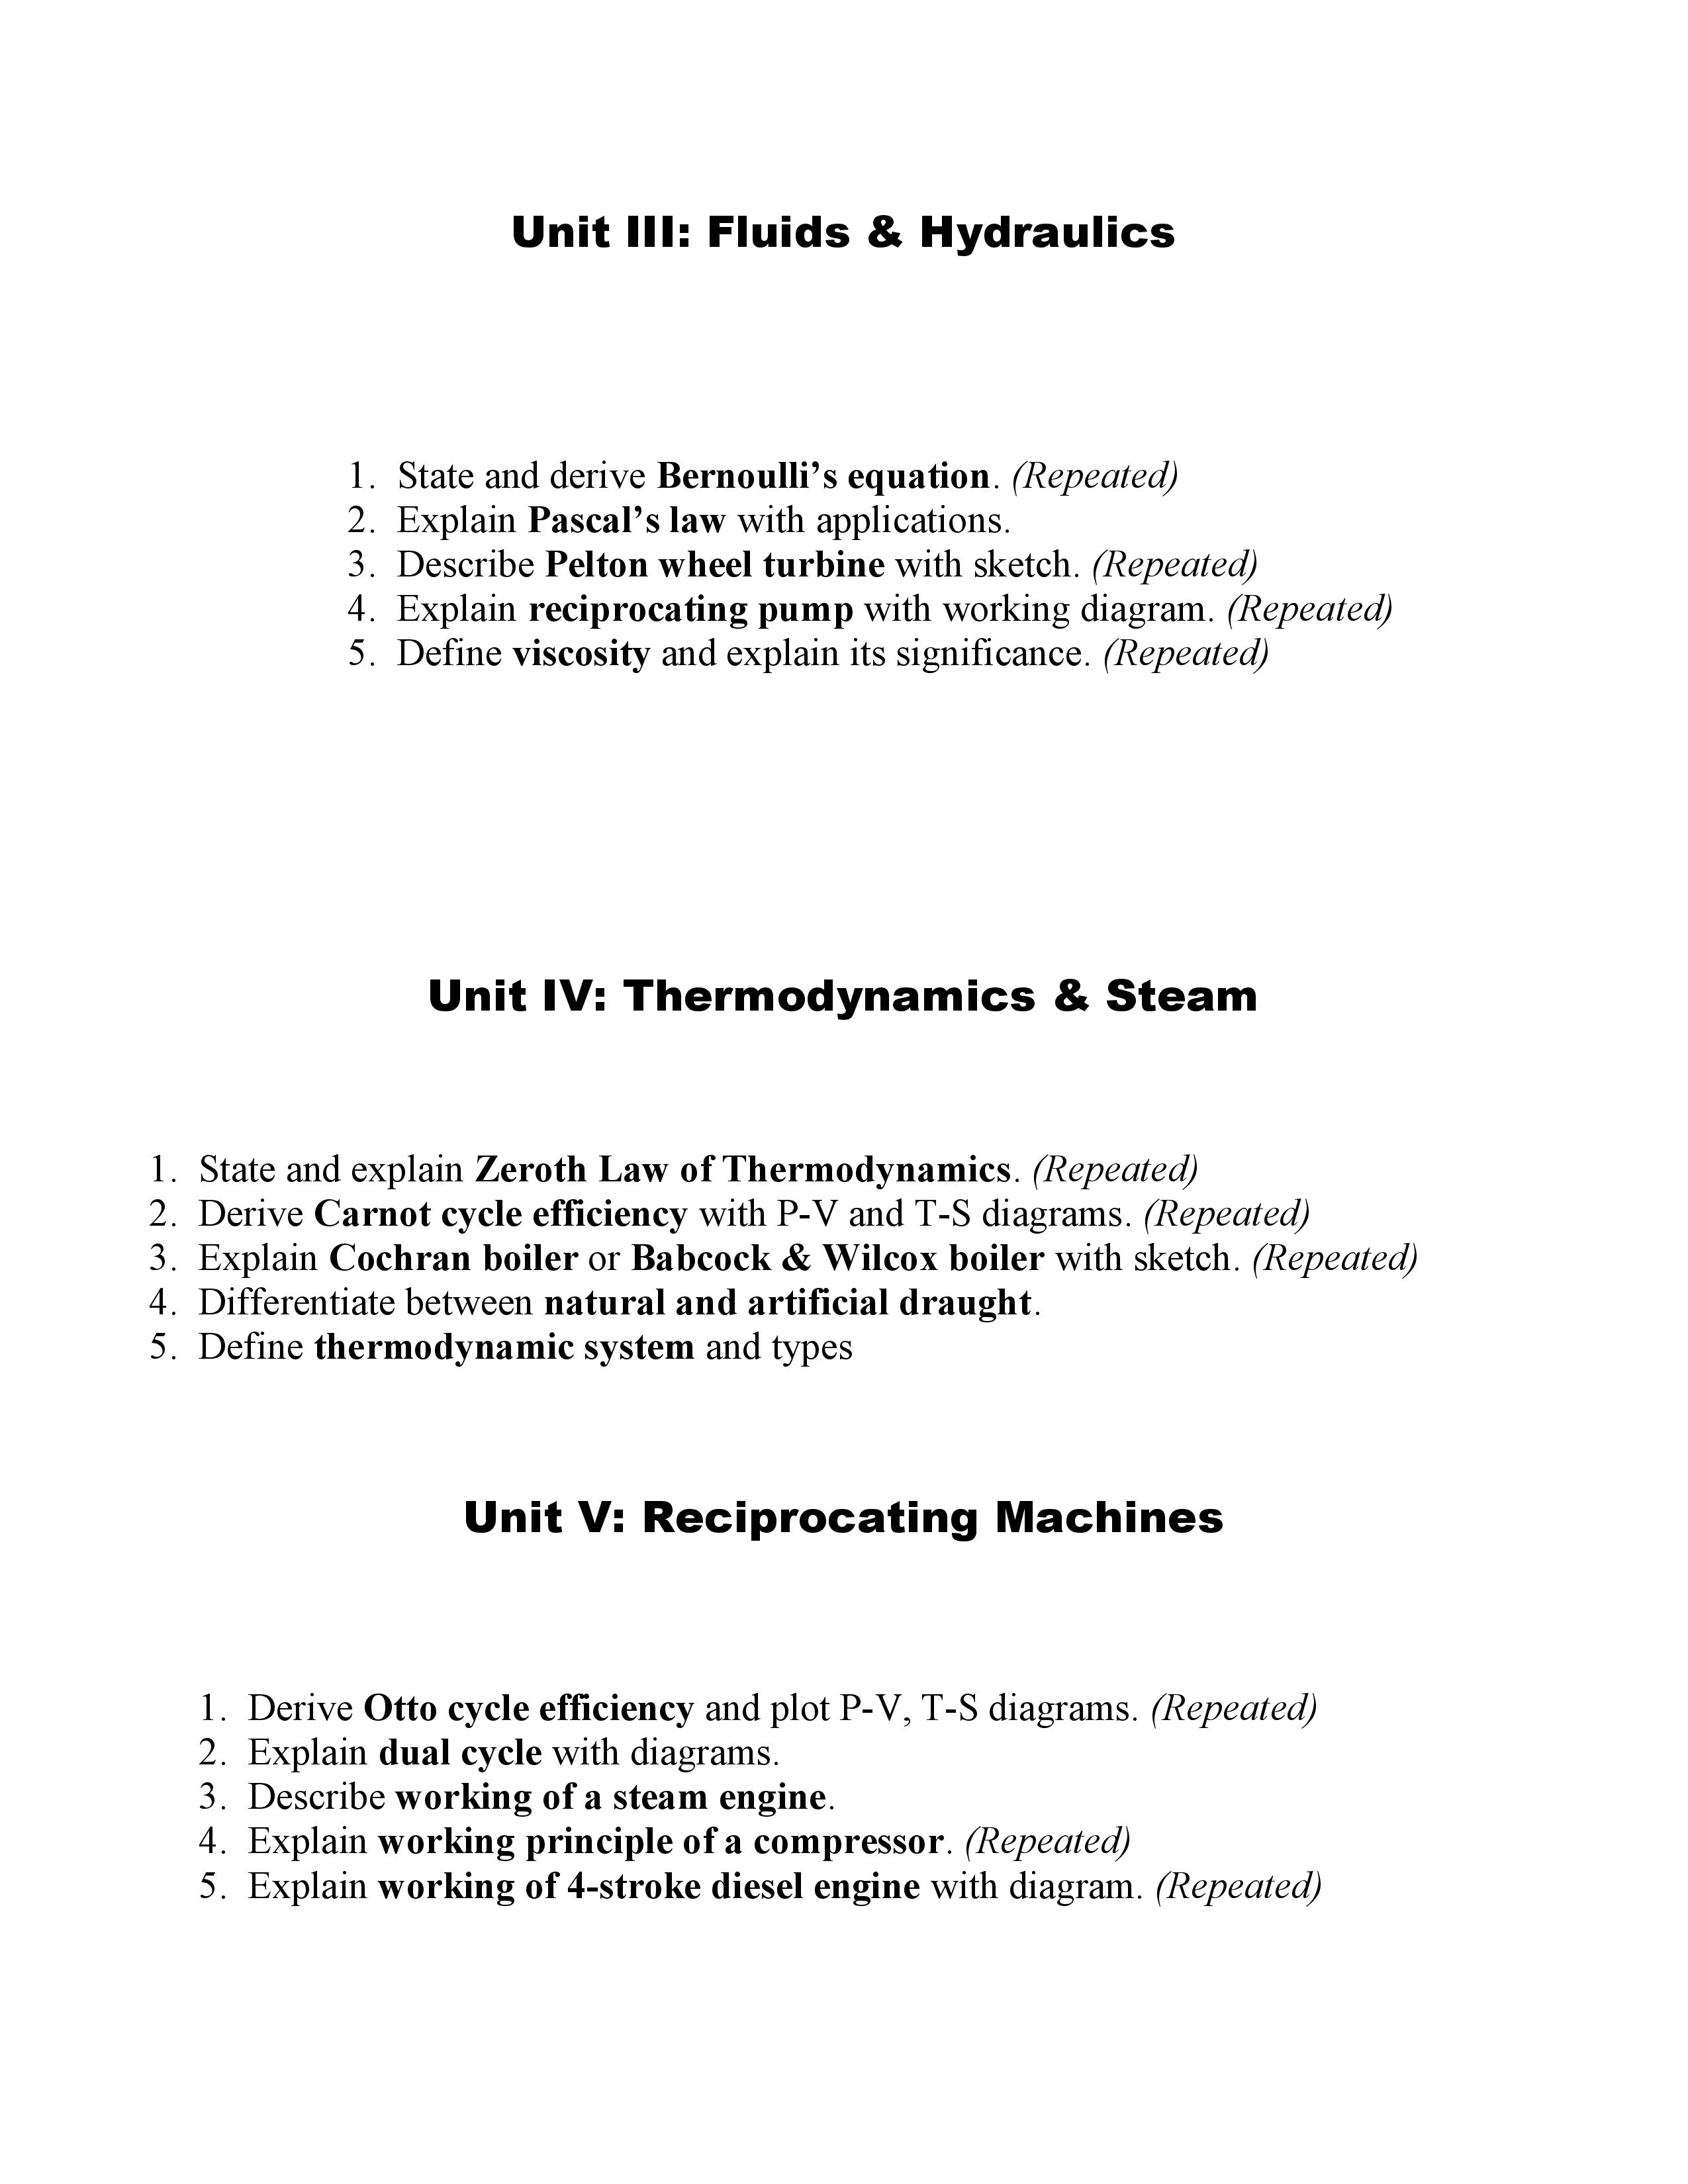 Unit III: Fluids & Hydraulics
1. State and derive Bernoulli’s equation. (Repeated)
2. Explain Pascal’s law with applications.
3. Describe Pelton wheel turbine with sketch. (Repeated)
4. Explain reciprocating pump with working diagram. (Repeated)
5. Define viscosity and explain its significance. (Repeated)
Unit IV: Thermodynamics & Steam
1. State and explain Zeroth Law of Thermodynamics. (Repeated)
2. Derive Carnot cycle efficiency with P-V and T-S diagrams. (Repeated)
3. Explain Cochran boiler or Babcock & Wilcox boiler with sketch. (Repeated)
4. Differentiate between natural and artificial draught.
5. Define thermodynamic system and types
Unit V: Reciprocating Machines
1. Derive Otto cycle efficiency and plot P-V, T-S diagrams. (Repeated)
2. Explain dual cycle with diagrams.
3. Describe working of a steam engine.
4. Explain working principle of a compressor. (Repeated)
5. Explain working of 4-stroke diesel engine with diagram. (Repeated)